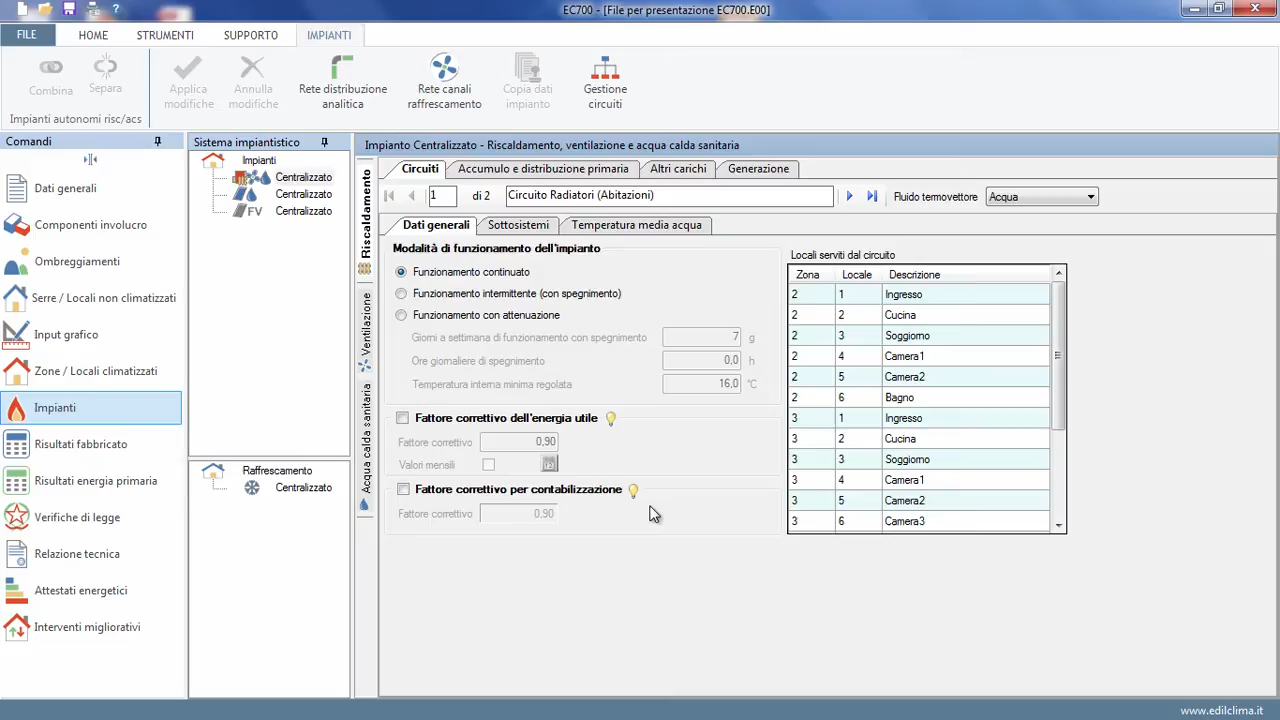 EC700 - [File per presentazione EC700.E00]
FILE
HOME
STRUMENTI
SUPPORTO
IMPIANTI
Combina
Separa
Applica modifiche
Annulla modifiche
Rete distribuzione analitica
Rete canali raffrescamento
Copia dati impianto
Gestione circuiti
Impianti autonomi risc/acs
Comandi
Dati generali
Componenti involucro
Ombreggiamenti
Serre / Locali non climatizzati
Input grafico
Zone / Locali climatizzati
Impianti
Risultati fabbricato
Risultati energia primaria
Verifiche di legge
Relazione tecnica
Attestati energetici
Interventi migliorativi
Sistema impiantistico
Impianti
Centralizzato
Centralizzato
FV Centralizzato
Raffrescamento
Centralizzato
Impianto Centralizzato - Riscaldamento, ventilazione e acqua calda sanitaria
Riscaldamento
Ventilazione
Acqua calda sanitaria
Circuiti
Accumulo e distribuzione primaria
Altri carichi
Generazione
1 di 2 Circuito Radiatori (Abitazioni)
Fluido termovettore Acqua
Dati generali
Sottosistemi
Temperatura media acqua
Modalità di funzionamento dell'impianto
Funzionamento continuato
Funzionamento intermittente (con spegnimento)
Funzionamento con attenuazione
Giorni a settimana di funzionamento con spegnimento 7 g
Ore giornaliere di spegnimento 0,0 h
Temperatura interna minima regolata 16,0 °C
Fattore correttivo dell'energia utile
Fattore correttivo 0,90
Valori mensili
Fattore correttivo per contabilizzazione
Fattore correttivo 0,90
Locali serviti dal circuito
Zona Locale Descrizione
2 1 Ingresso
2 2 Cucina
2 3 Soggiorno
2 4 Camera1
2 5 Camera2
2 6 Bagno
3 1 Ingresso
3 2 Cucina
3 3 Soggiorno
3 4 Camera1
3 5 Camera2
3 6 Camera3
www.edilclima.it